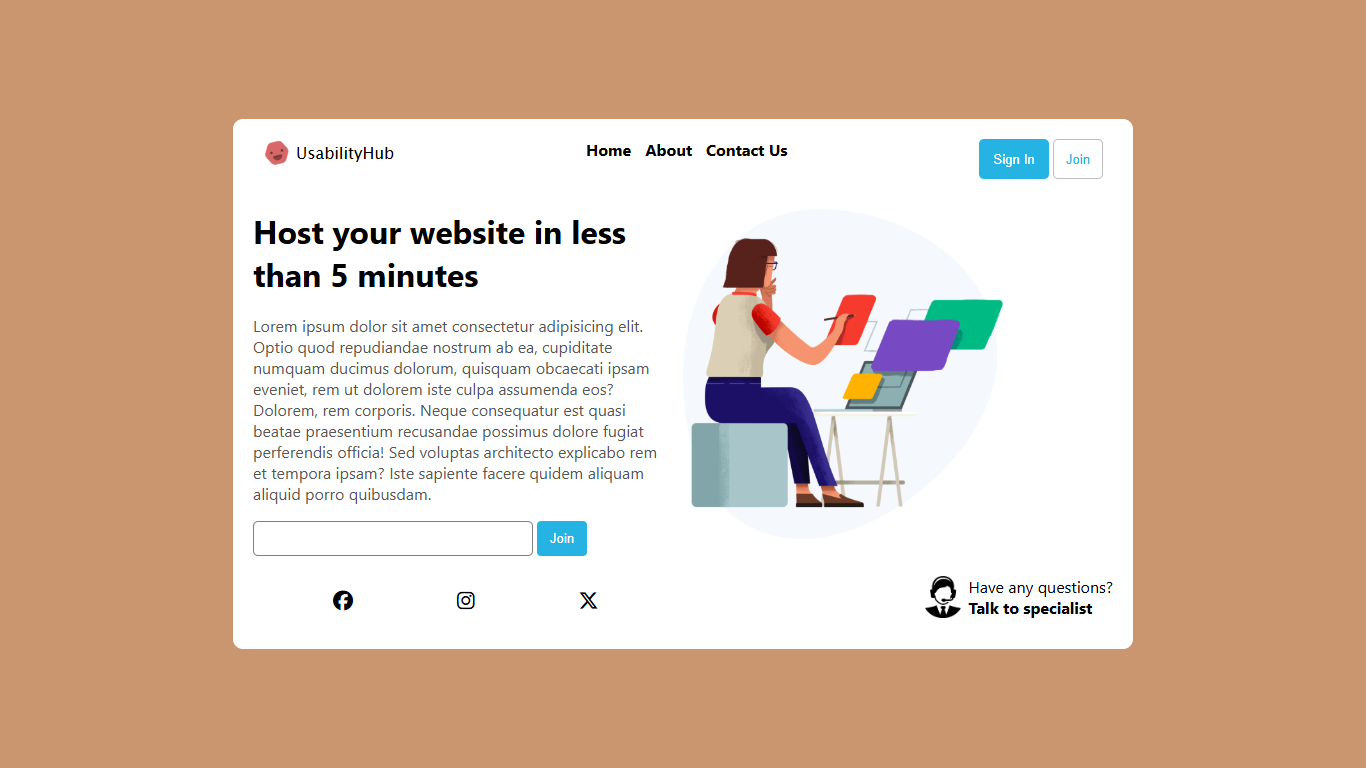 UsabilityHub
Home About Contact Us
Sign In Join
Host your website in less
than 5 minutes
Lorem ipsum dolor sit amet consectetur adipisicing elit.
Optio quod repudiandae nostrum ab ea, cupiditate
numquam ducimus dolorum, quisquam obcaecati ipsam
eveniet, rem ut dolorem iste culpa assumenda eos?
Dolorem, rem corporis. Neque consequatur est quasi
beatae praesentium recusandae possimus dolore fugiat
perferendis officia! Sed voluptas architecto explicabo rem
et tempora ipsam? Iste sapiente facere quidem aliquam
aliquid porro quibusdam.
Join
Have any questions?
Talk to specialist